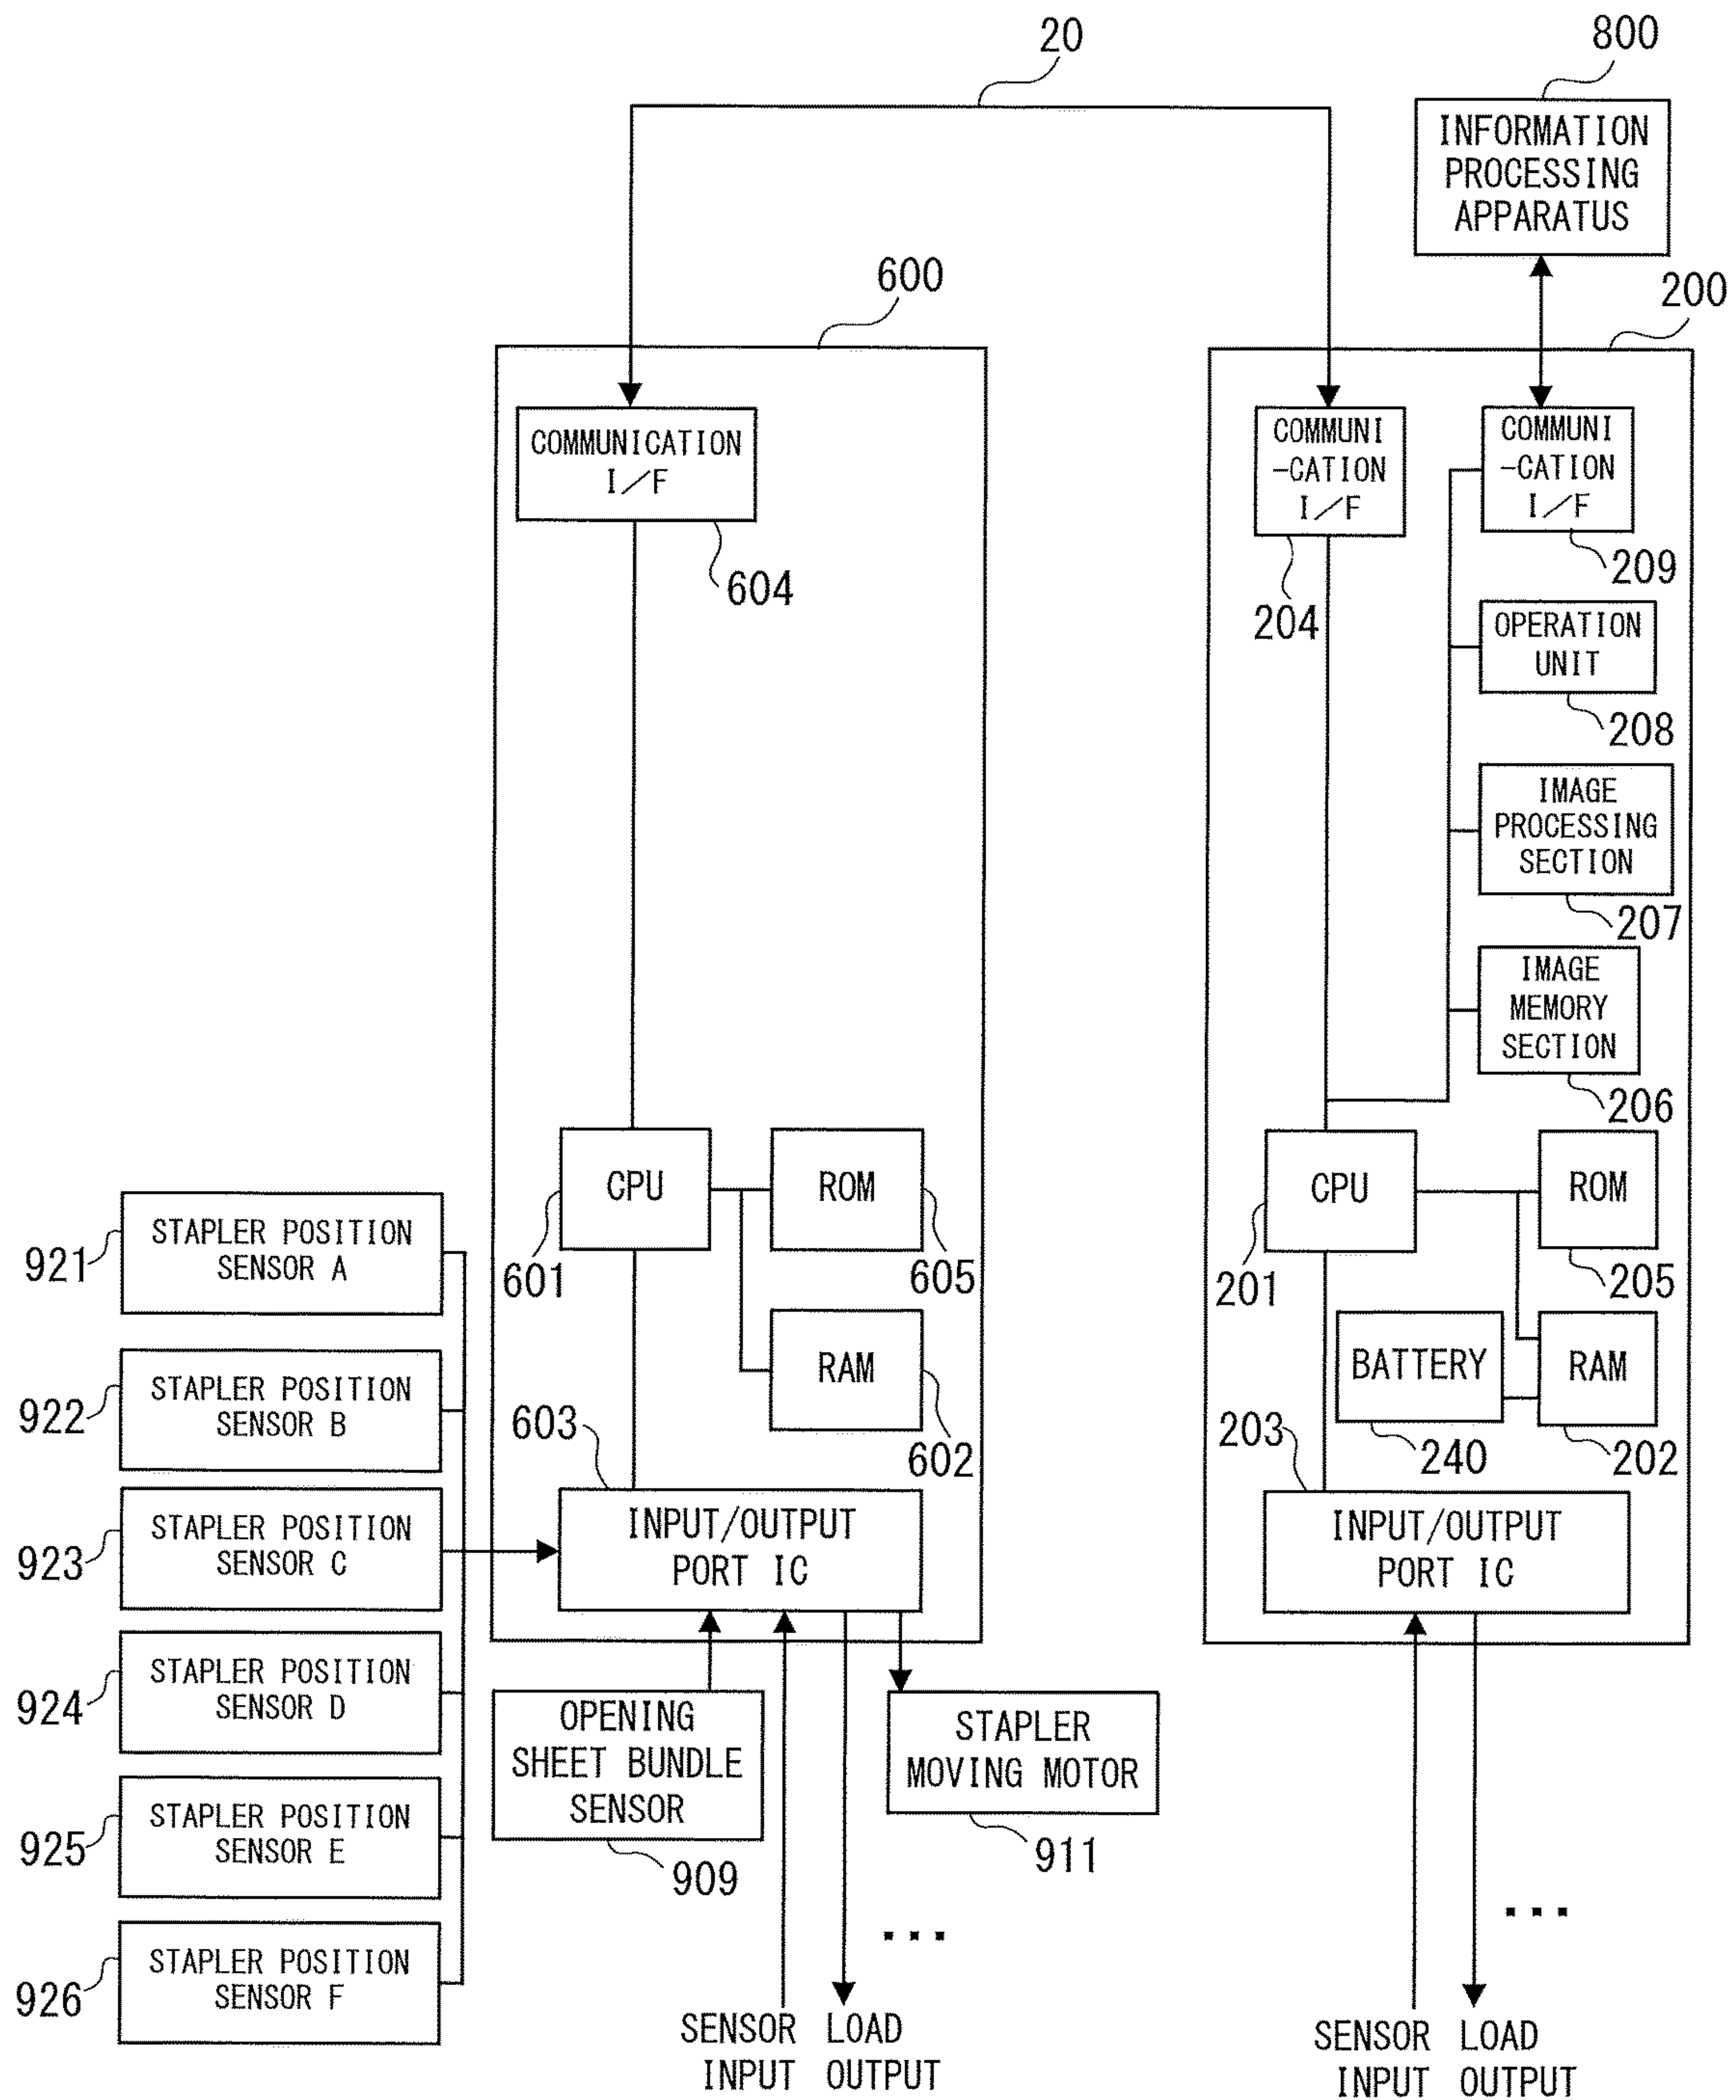 20
800
INFORMATION
PROCESSING
APPARATUS
600
200
COMMUNICATION
I/F
604
COMMUNI
-CATION
I/F
204
COMMUNI
-CATION
I/F
209
OPERATION
UNIT
208
IMAGE
PROCESSING
SECTION
207
IMAGE
MEMORY
SECTION
206
CPU
601
ROM
605
RAM
602
603
INPUT/OUTPUT
PORT IC
CPU
201
ROM
205
BATTERY
240
RAM
202
203
INPUT/OUTPUT
PORT IC
921
STAPLER POSITION
SENSOR A
922
STAPLER POSITION
SENSOR B
923
STAPLER POSITION
SENSOR C
924
STAPLER POSITION
SENSOR D
925
STAPLER POSITION
SENSOR E
926
STAPLER POSITION
SENSOR F
OPENING
SHEET BUNDLE
SENSOR
909
STAPLER
MOVING MOTOR
911
...
SENSOR
INPUT
LOAD
OUTPUT
...
SENSOR
INPUT
LOAD
OUTPUT